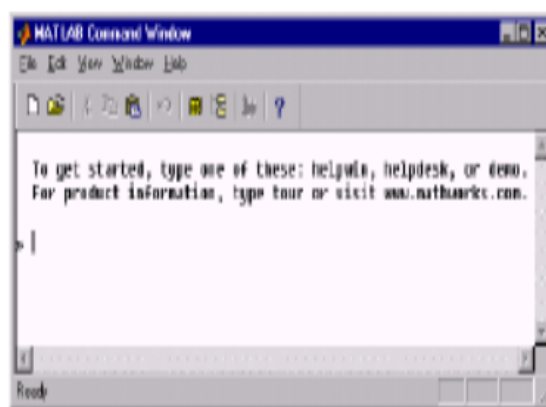 MATLAB Command Window
File Edit View Window Help
To get started, type one of these: helpwin, helpdesk, or demo.
For product information, type tour or visit www.mathworks.com.
»
Ready